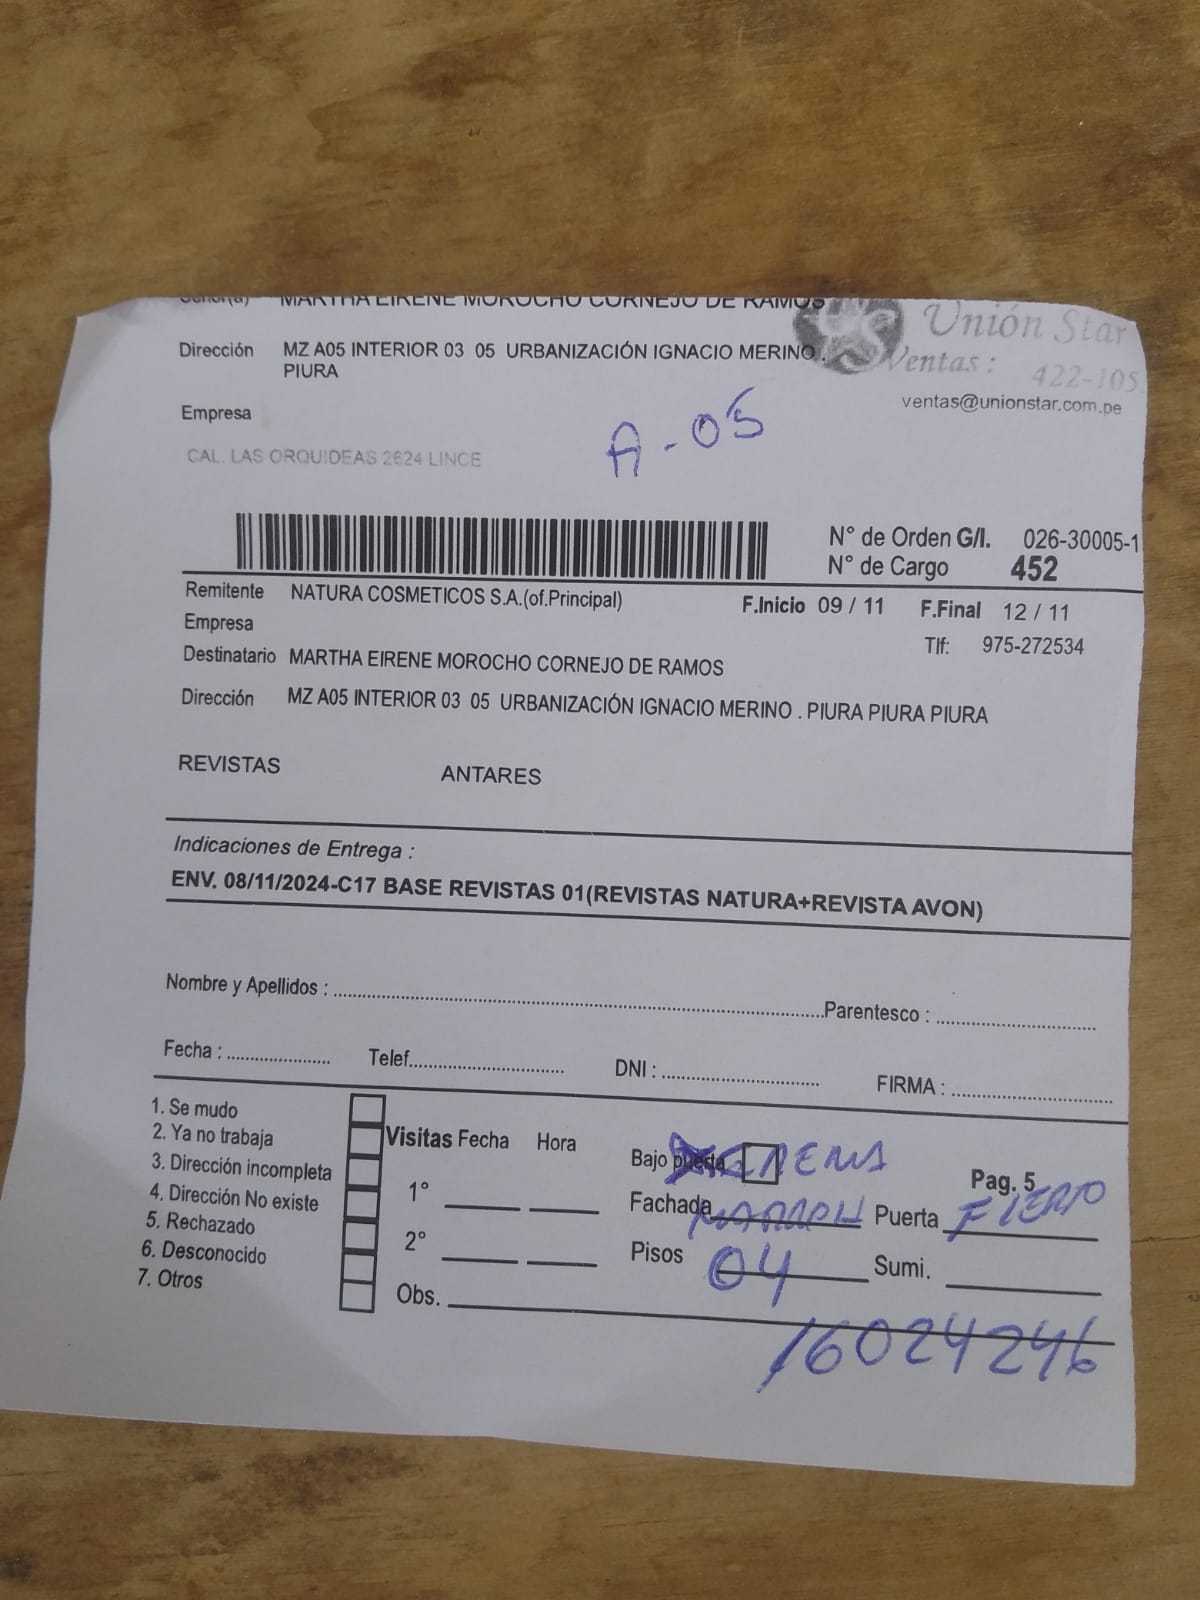 Señor(a) MARTHA EIRENE MOROCHO CORNEJO DE RAMOS
Unión Star
Dirección MZ A05 INTERIOR 03 05 URBANIZACIÓN IGNACIO MERINO .
PIURA
Ventas : 422-105
ventas@unionstar.com.pe
Empresa
A - 05
CAL. LAS ORQUIDEAS 2624 LINCE
N° de Orden G/I. 026-30005-1
N° de Cargo 452
Remitente NATURA COSMETICOS S.A.(of.Principal)
F.Inicio 09 / 11 F.Final 12 / 11
Empresa
Tlf: 975-272534
Destinatario MARTHA EIRENE MOROCHO CORNEJO DE RAMOS
Dirección MZ A05 INTERIOR 03 05 URBANIZACIÓN IGNACIO MERINO . PIURA PIURA PIURA
REVISTAS ANTARES
Indicaciones de Entrega :
ENV. 08/11/2024-C17 BASE REVISTAS 01(REVISTAS NATURA+REVISTA AVON)
Nombre y Apellidos : Parentesco :
Fecha : Telef. DNI : FIRMA :
1. Se mudo
2. Ya no trabaja
3. Dirección incompleta
4. Dirección No existe
5. Rechazado
6. Desconocido
7. Otros
Visitas Fecha Hora
1°
2°
Obs.
Bajo puerta
Pag. 5
Fachada Puerta FIERRO
Pisos 04 Sumi.
16024246